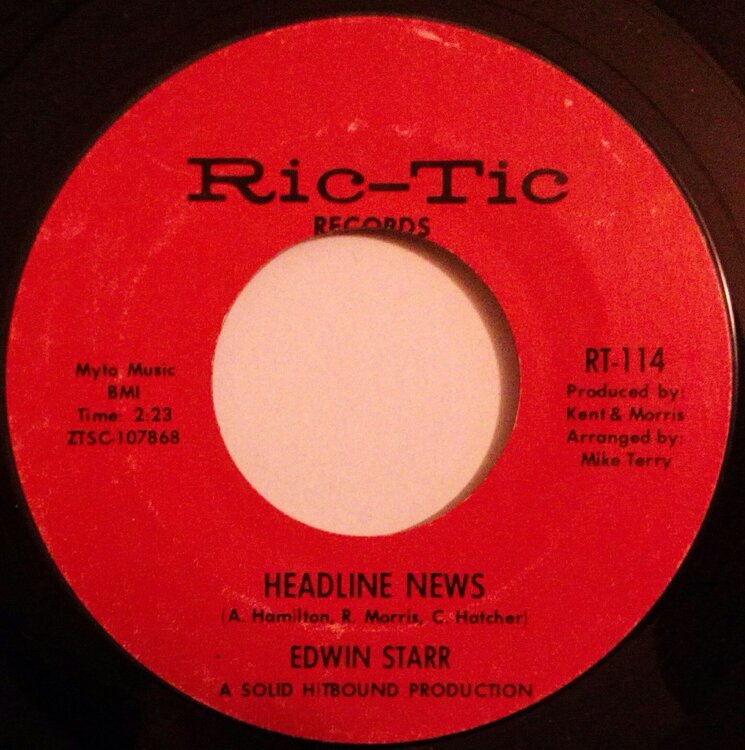 Ric-Tic
RECORDS
Myto Music
BMI
Time: 2:23
ZTSC-107868
RT-114
Produced by:
Kent & Morris
Arranged by:
Mike Terry
HEADLINE NEWS
(A. Hamilton, R. Morris, C. Hatcher)
EDWIN STARR
A SOLID HITBOUND PRODUCTION